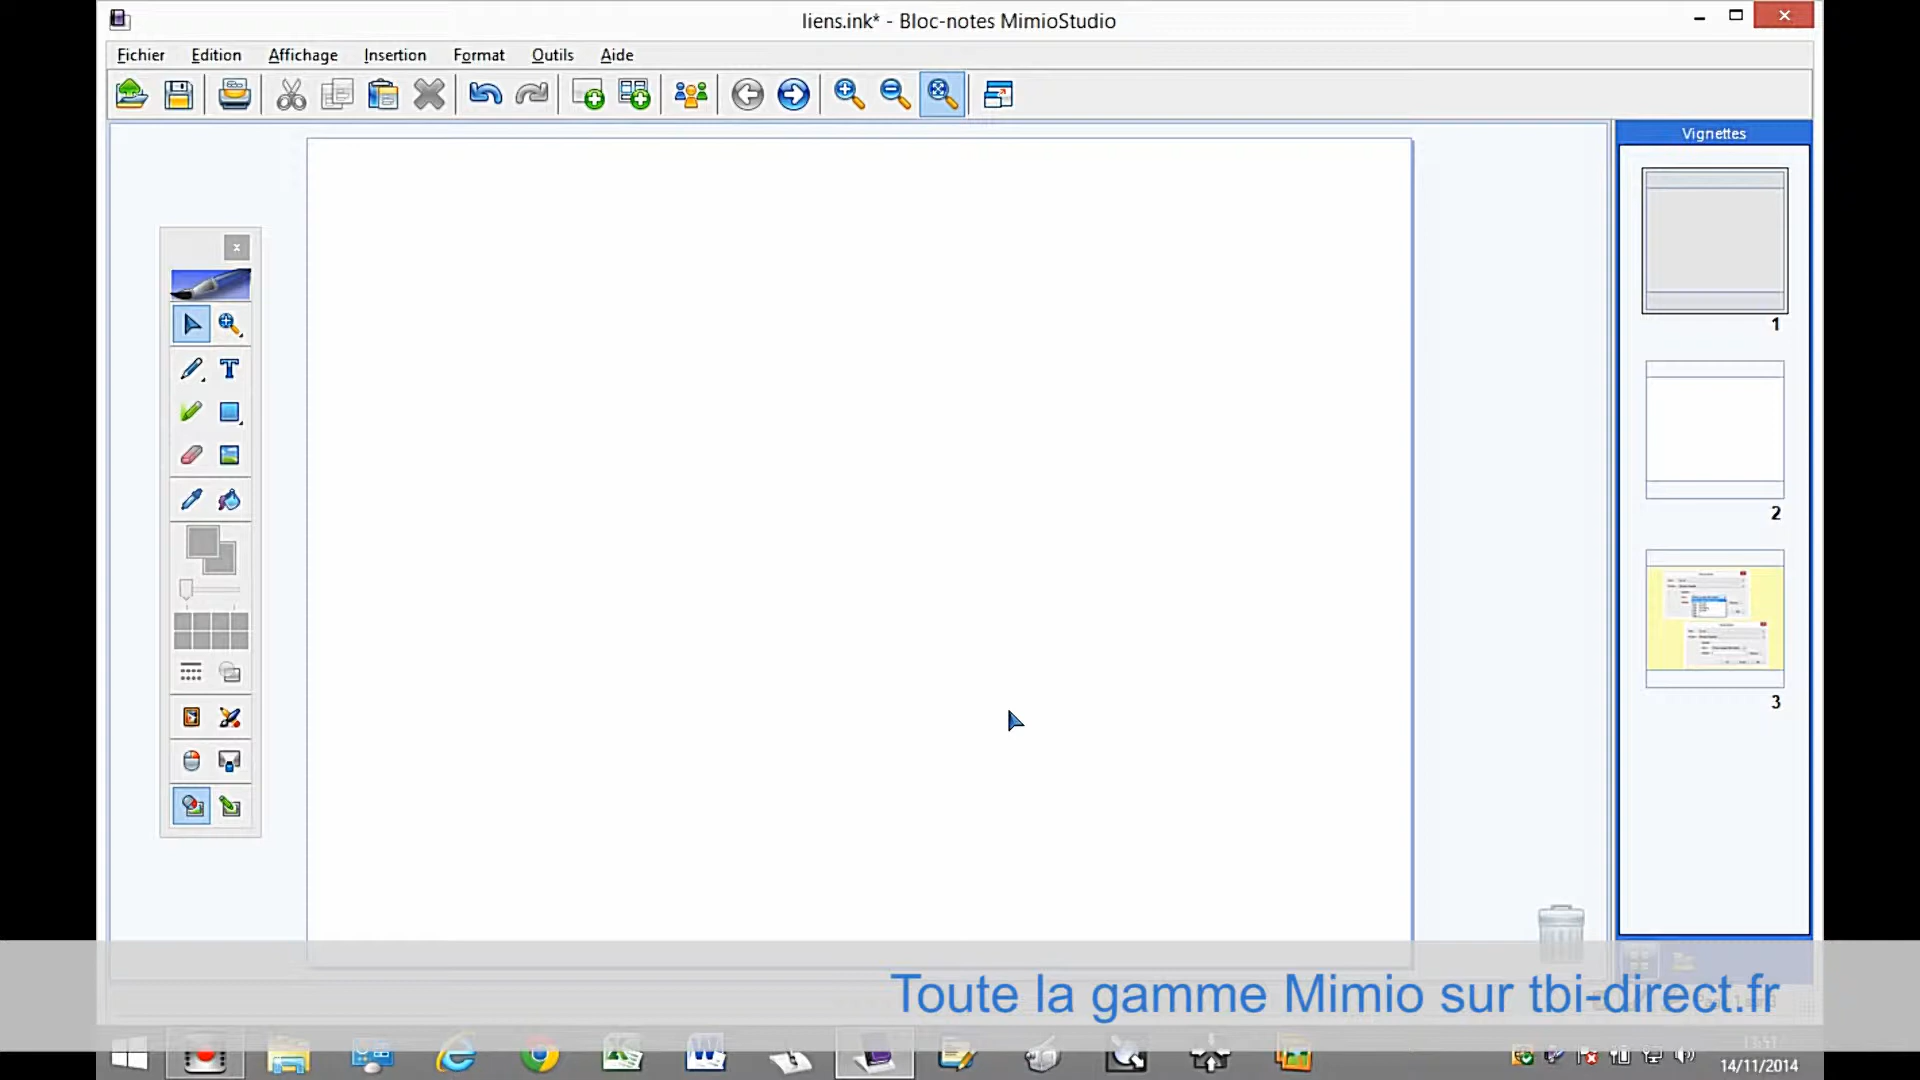 liens.ink* - Bloc-notes MimioStudio
Fichier Edition Affichage Insertion Format Outils Aide
Vignettes
1
2
3
Toute la gamme Mimio sur tbi-direct.fr
14/11/2014